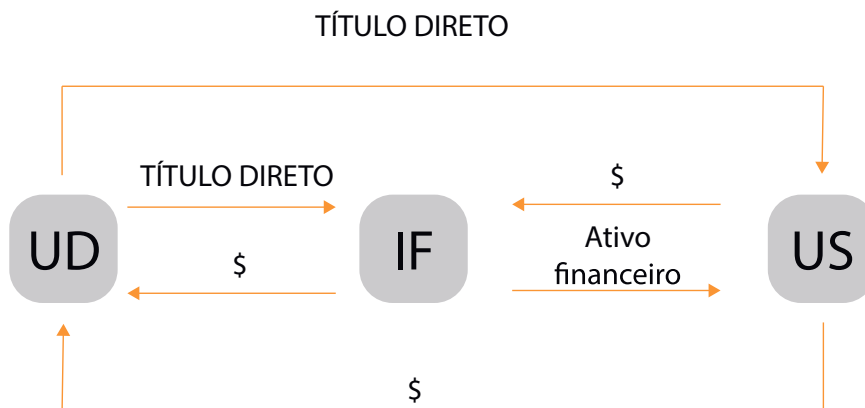 TÍTULO DIRETO
TÍTULO DIRETO
$
UD
IF
US
$
Ativo
financeiro
$